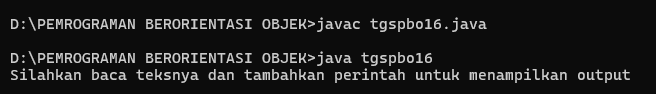 D:\PEMROGRAMAN BERORIENTASI OBJEK>javac tgspbo16.java
D:\PEMROGRAMAN BERORIENTASI OBJEK>java tgspbo16
Silahkan baca teksnya dan tambahkan perintah untuk menampilkan output